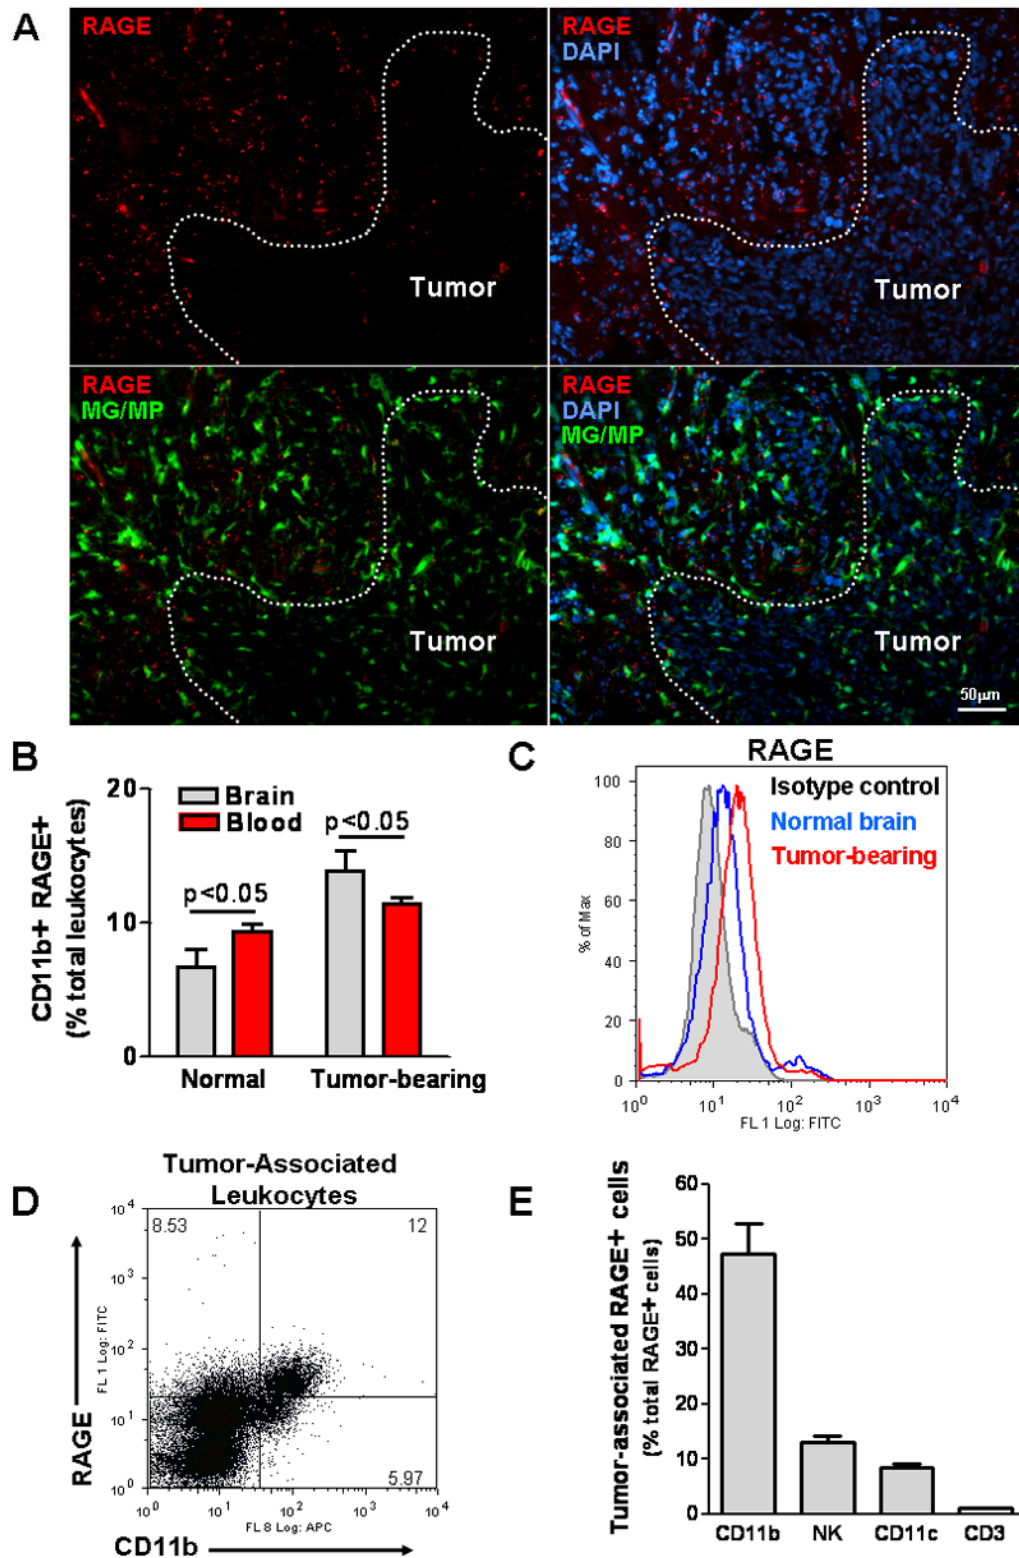 A
RAGE
RAGE
DAPI
Tumor
Tumor
RAGE
MG/MP
RAGE
DAPI
MG/MP
Tumor
Tumor
50µm
B
CD11b+ RAGE+
(% total leukocytes)
20
10
0
Brain
Blood
p<0.05
p<0.05
Normal
Tumor-bearing
C
RAGE
Isotype control
Normal brain
Tumor-bearing
% of Max
100
80
60
40
20
0
10^0
10^1
10^2
10^3
10^4
FL 1 Log: FITC
D
Tumor-Associated
Leukocytes
RAGE
FL 1 Log: FITC
10^4
10^3
10^2
10^1
10^0
8.53
12
5.97
10^0
10^1
10^2
10^3
10^4
FL 8 Log: APC
CD11b
E
Tumor-associated RAGE+ cells
(% total RAGE+ cells)
60
50
40
30
20
10
0
CD11b
NK
CD11c
CD3